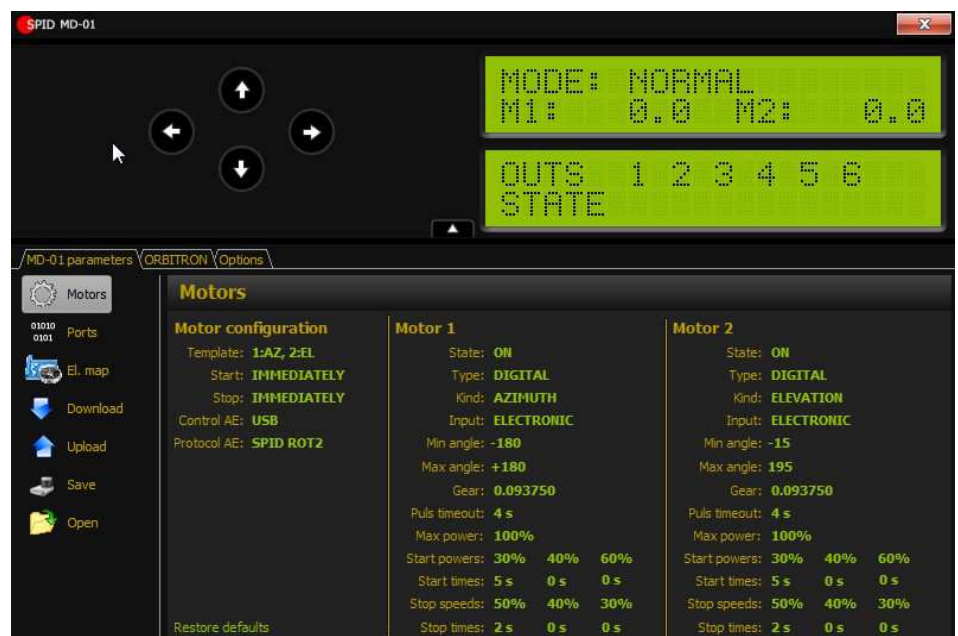 SPID MD-01
MODE: NORMAL
M1: 0.0 M2: 0.0
OUTS 1 2 3 4 5 6
STATE
MD-01 parameters ORBITRON Options
Motors
01010
0101 Ports
El. map
Download
Upload
Save
Open
Motors
Motor configuration
Template: 1:AZ, 2:EL
Start: IMMEDIATELY
Stop: IMMEDIATELY
Control AE: USB
Protocol AE: SPID ROT2
Restore defaults
Motor 1
State: ON
Type: DIGITAL
Kind: AZIMUTH
Input: ELECTRONIC
Min angle: -180
Max angle: +180
Gear: 0.093750
Puls timeout: 4 s
Max power: 100%
Start powers: 30% 40% 60%
Start times: 5 s 0 s 0 s
Stop speeds: 50% 40% 30%
Stop times: 2 s 0 s 0 s
Motor 2
State: ON
Type: DIGITAL
Kind: ELEVATION
Input: ELECTRONIC
Min angle: -15
Max angle: 195
Gear: 0.093750
Puls timeout: 4 s
Max power: 100%
Start powers: 30% 40% 60%
Start times: 5 s 0 s 0 s
Stop speeds: 50% 40% 30%
Stop times: 2 s 0 s 0 s